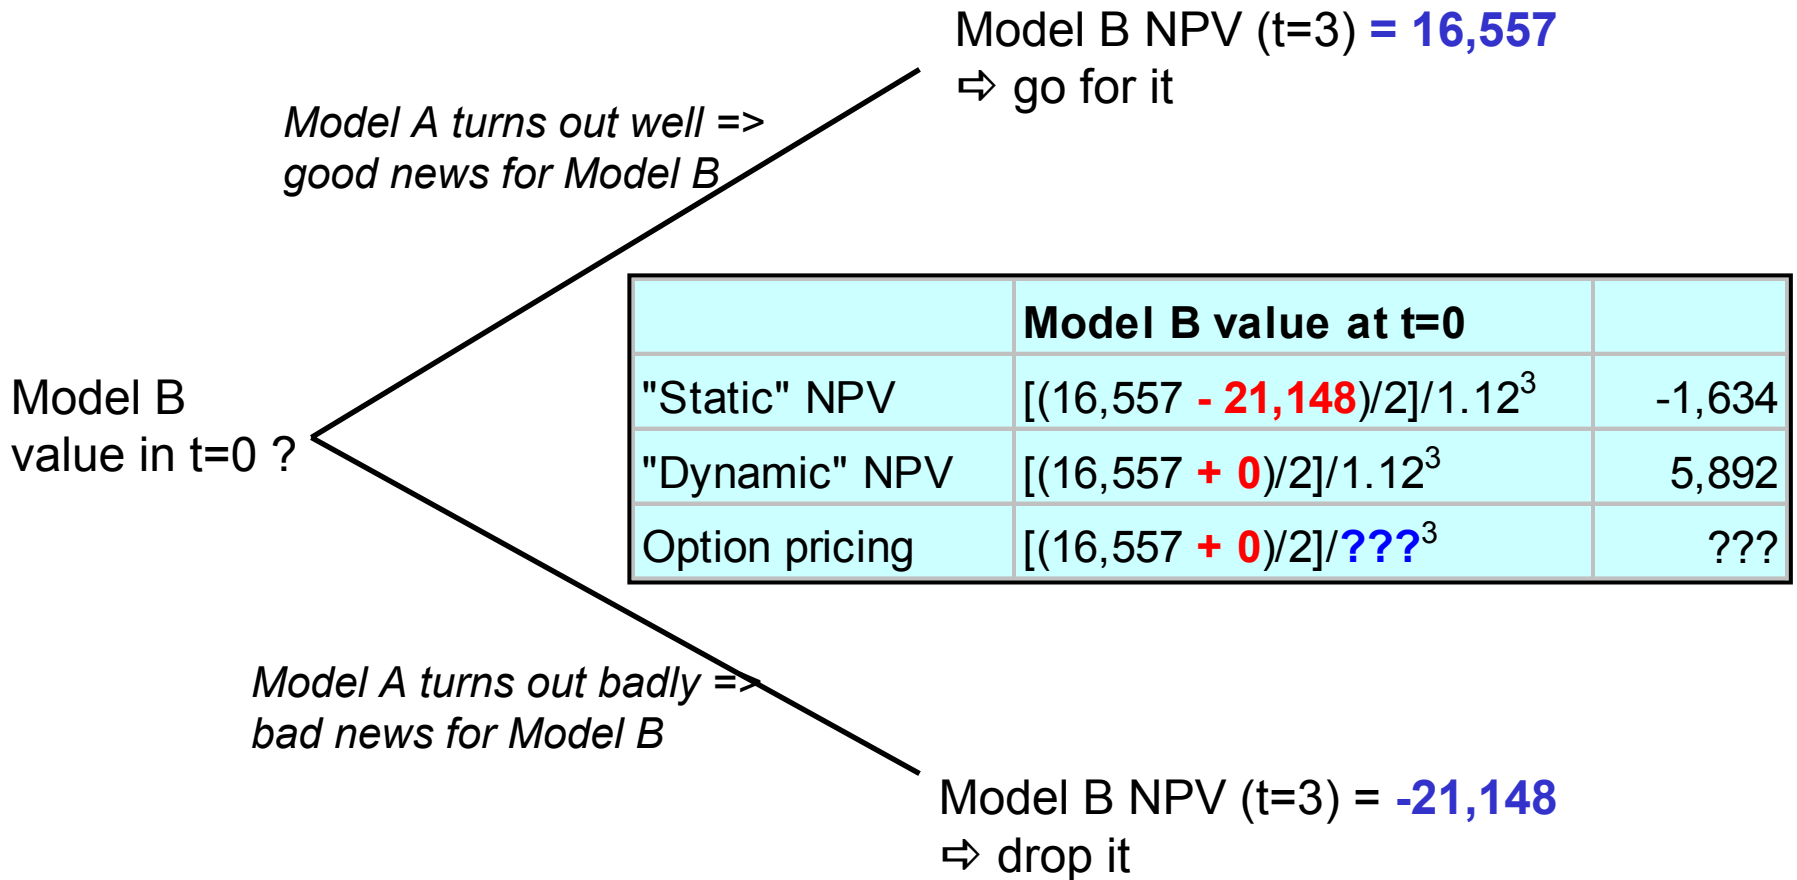 Model B NPV (t=3) = 16,557
⇨ go for it
Model A turns out well =>
good news for Model B
Model B
value in t=0 ?
Model B value at t=0
"Static" NPV [(16,557 - 21,148)/2]/1.12³ -1,634
"Dynamic" NPV [(16,557 + 0)/2]/1.12³ 5,892
Option pricing [(16,557 + 0)/2]/???³ ???
Model A turns out badly =>
bad news for Model B
Model B NPV (t=3) = -21,148
⇨ drop it